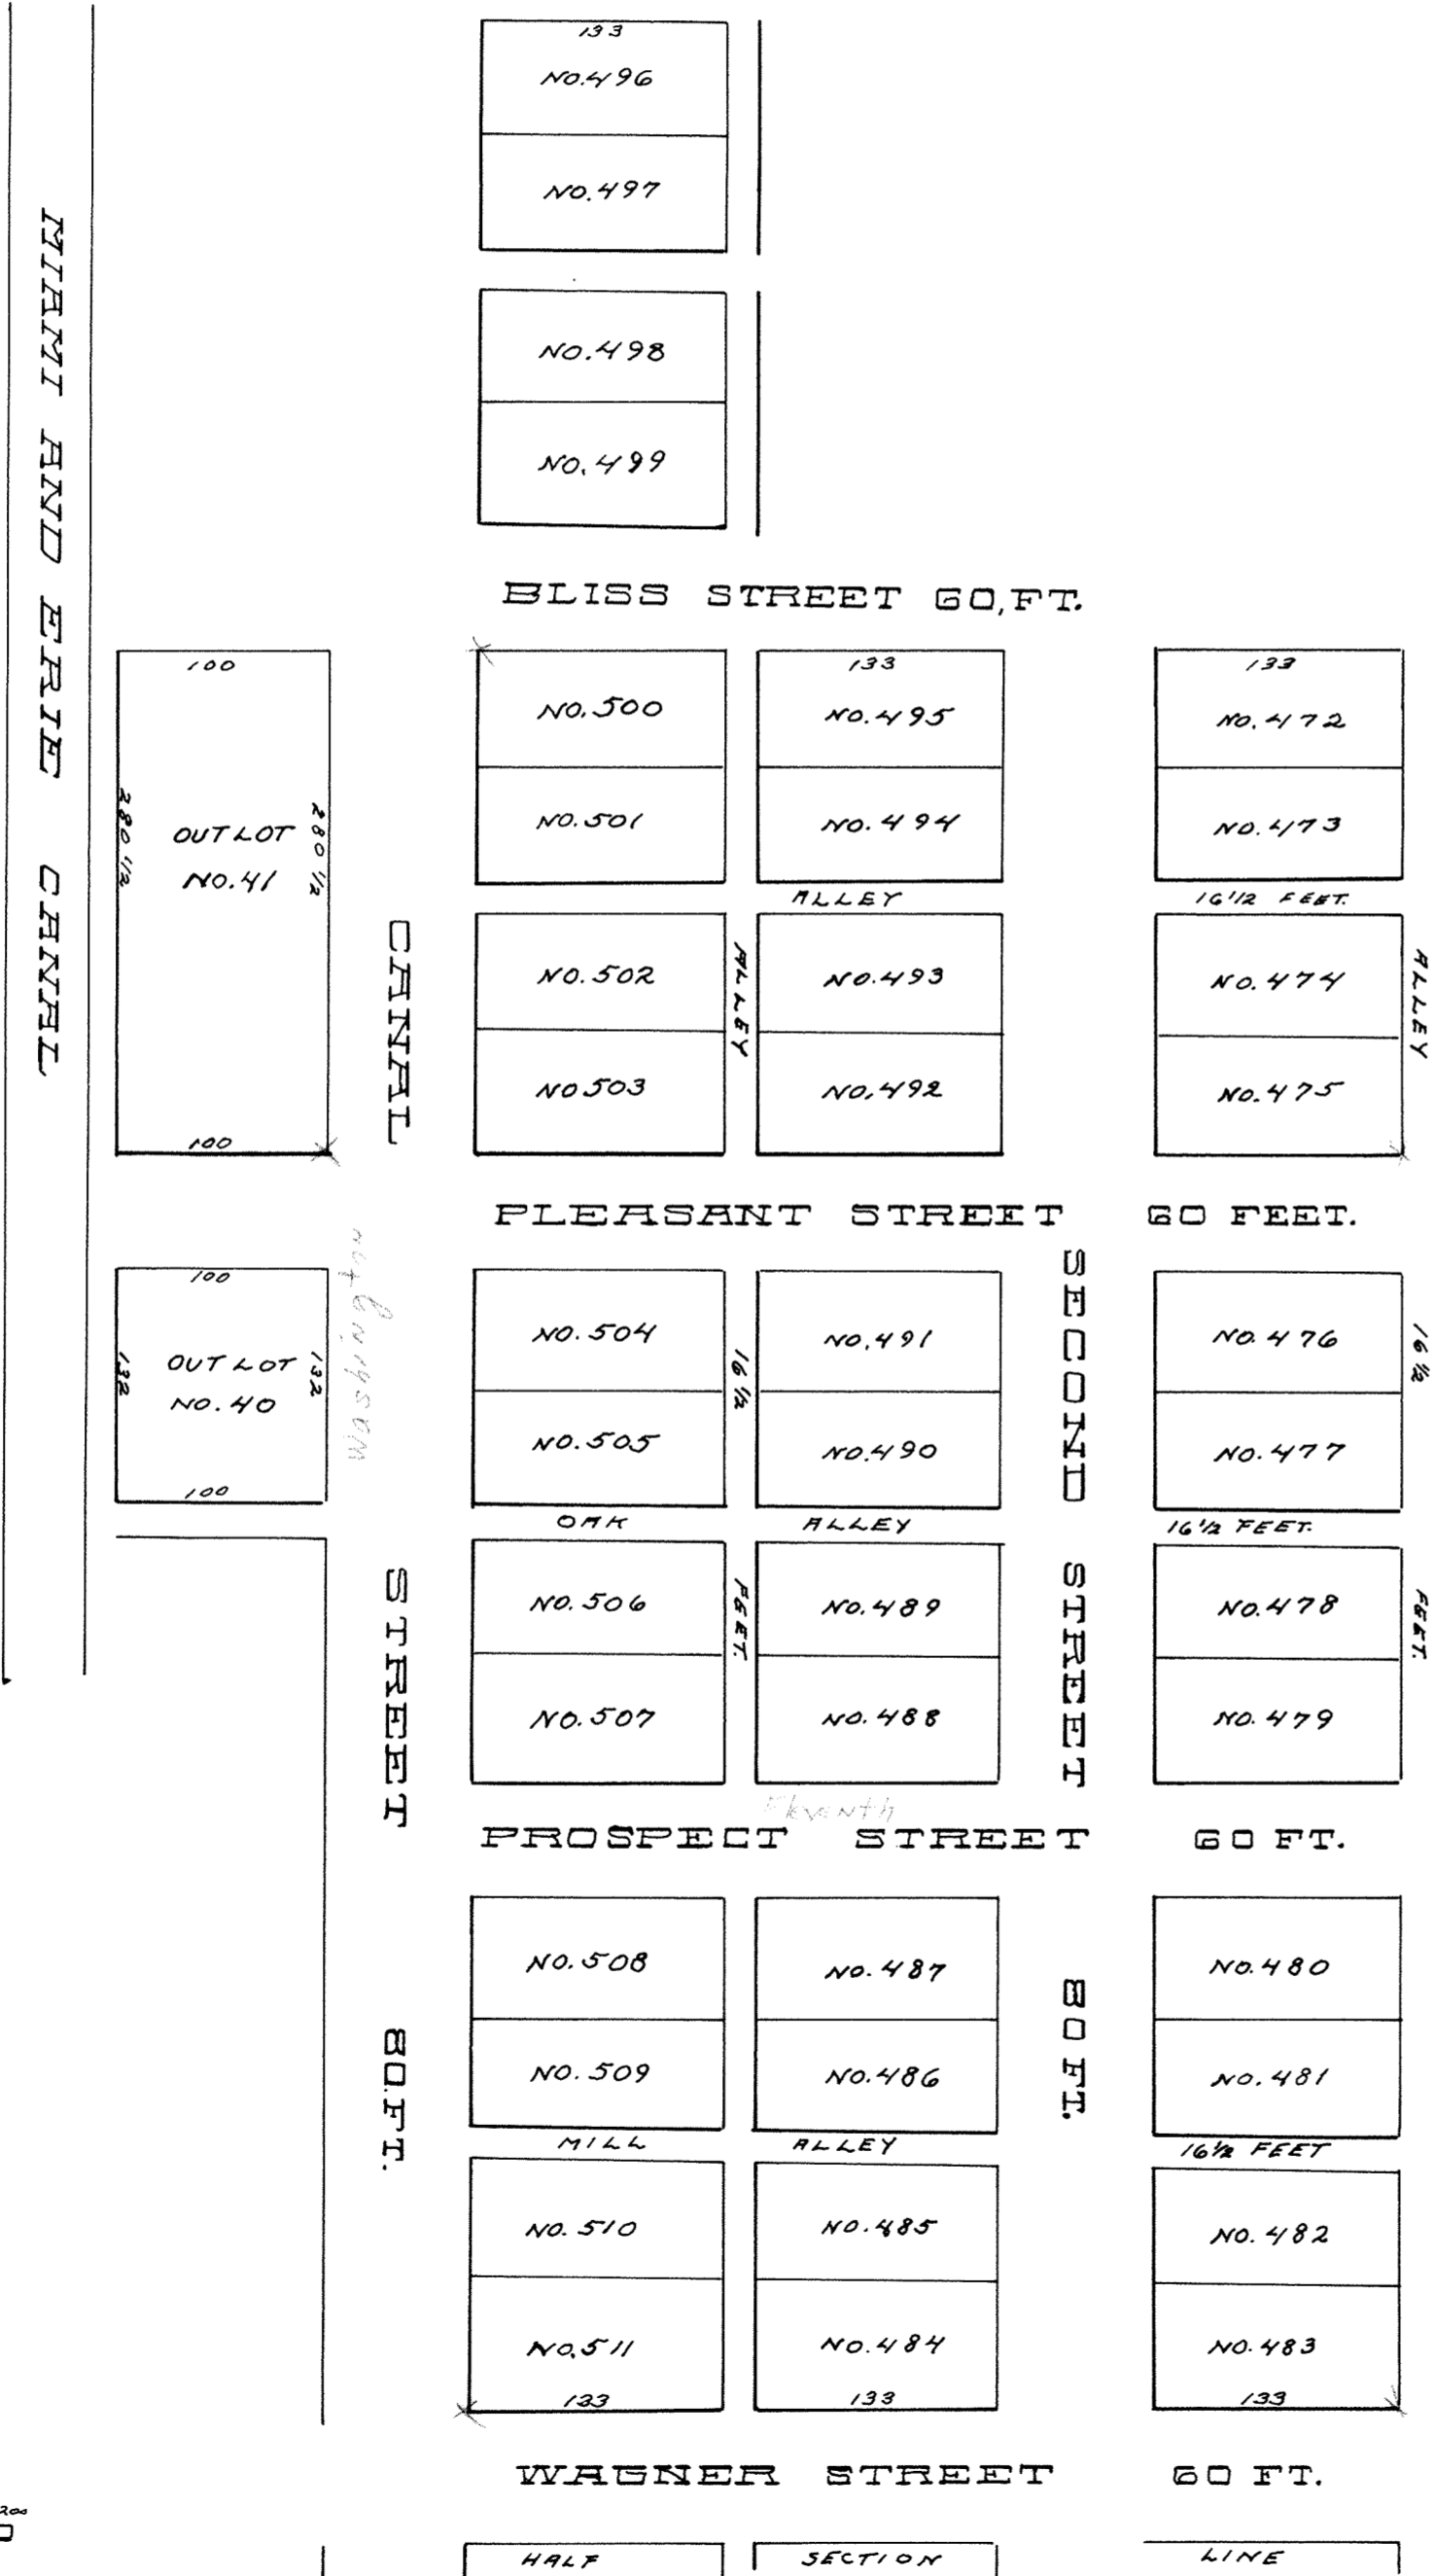 133
NO. 496
NO. 497
NO. 498
NO. 499
MIAMI AND ERIE CANAL
BLISS STREET 60, FT.
100
OUT LOT
NO. 41
280 1/2
280 1/2
100
NO. 500
133
NO. 495
133
NO. 472
NO. 501
NO. 494
NO. 473
ALLEY
16 1/2 FEET.
NO. 502
NO. 493
NO. 474
NO 503
NO. 492
NO. 475
ALLEY
ALLEY
CANAL
STREET
80. FT.
PLEASANT STREET 60 FEET.
100
OUT LOT
NO. 40
132
132
100
Washington
NO. 504
NO. 491
NO. 476
NO. 505
NO. 490
NO. 477
16 1/2
FEET.
16 1/2
FEET.
SECOND
STREET
80 FT.
OAK ALLEY 16 1/2 FEET.
NO. 506
NO. 489
NO. 478
NO. 507
NO. 488
NO. 479
Eleventh
PROSPECT STREET 60 FT.
NO. 508
NO. 487
NO. 480
NO. 509
NO. 486
NO. 481
MILL ALLEY 16 1/2 FEET
NO. 510
NO. 485
NO. 482
NO. 511
NO. 484
NO. 483
133
133
133
WAGNER STREET 60 FT.
200
HALF SECTION LINE